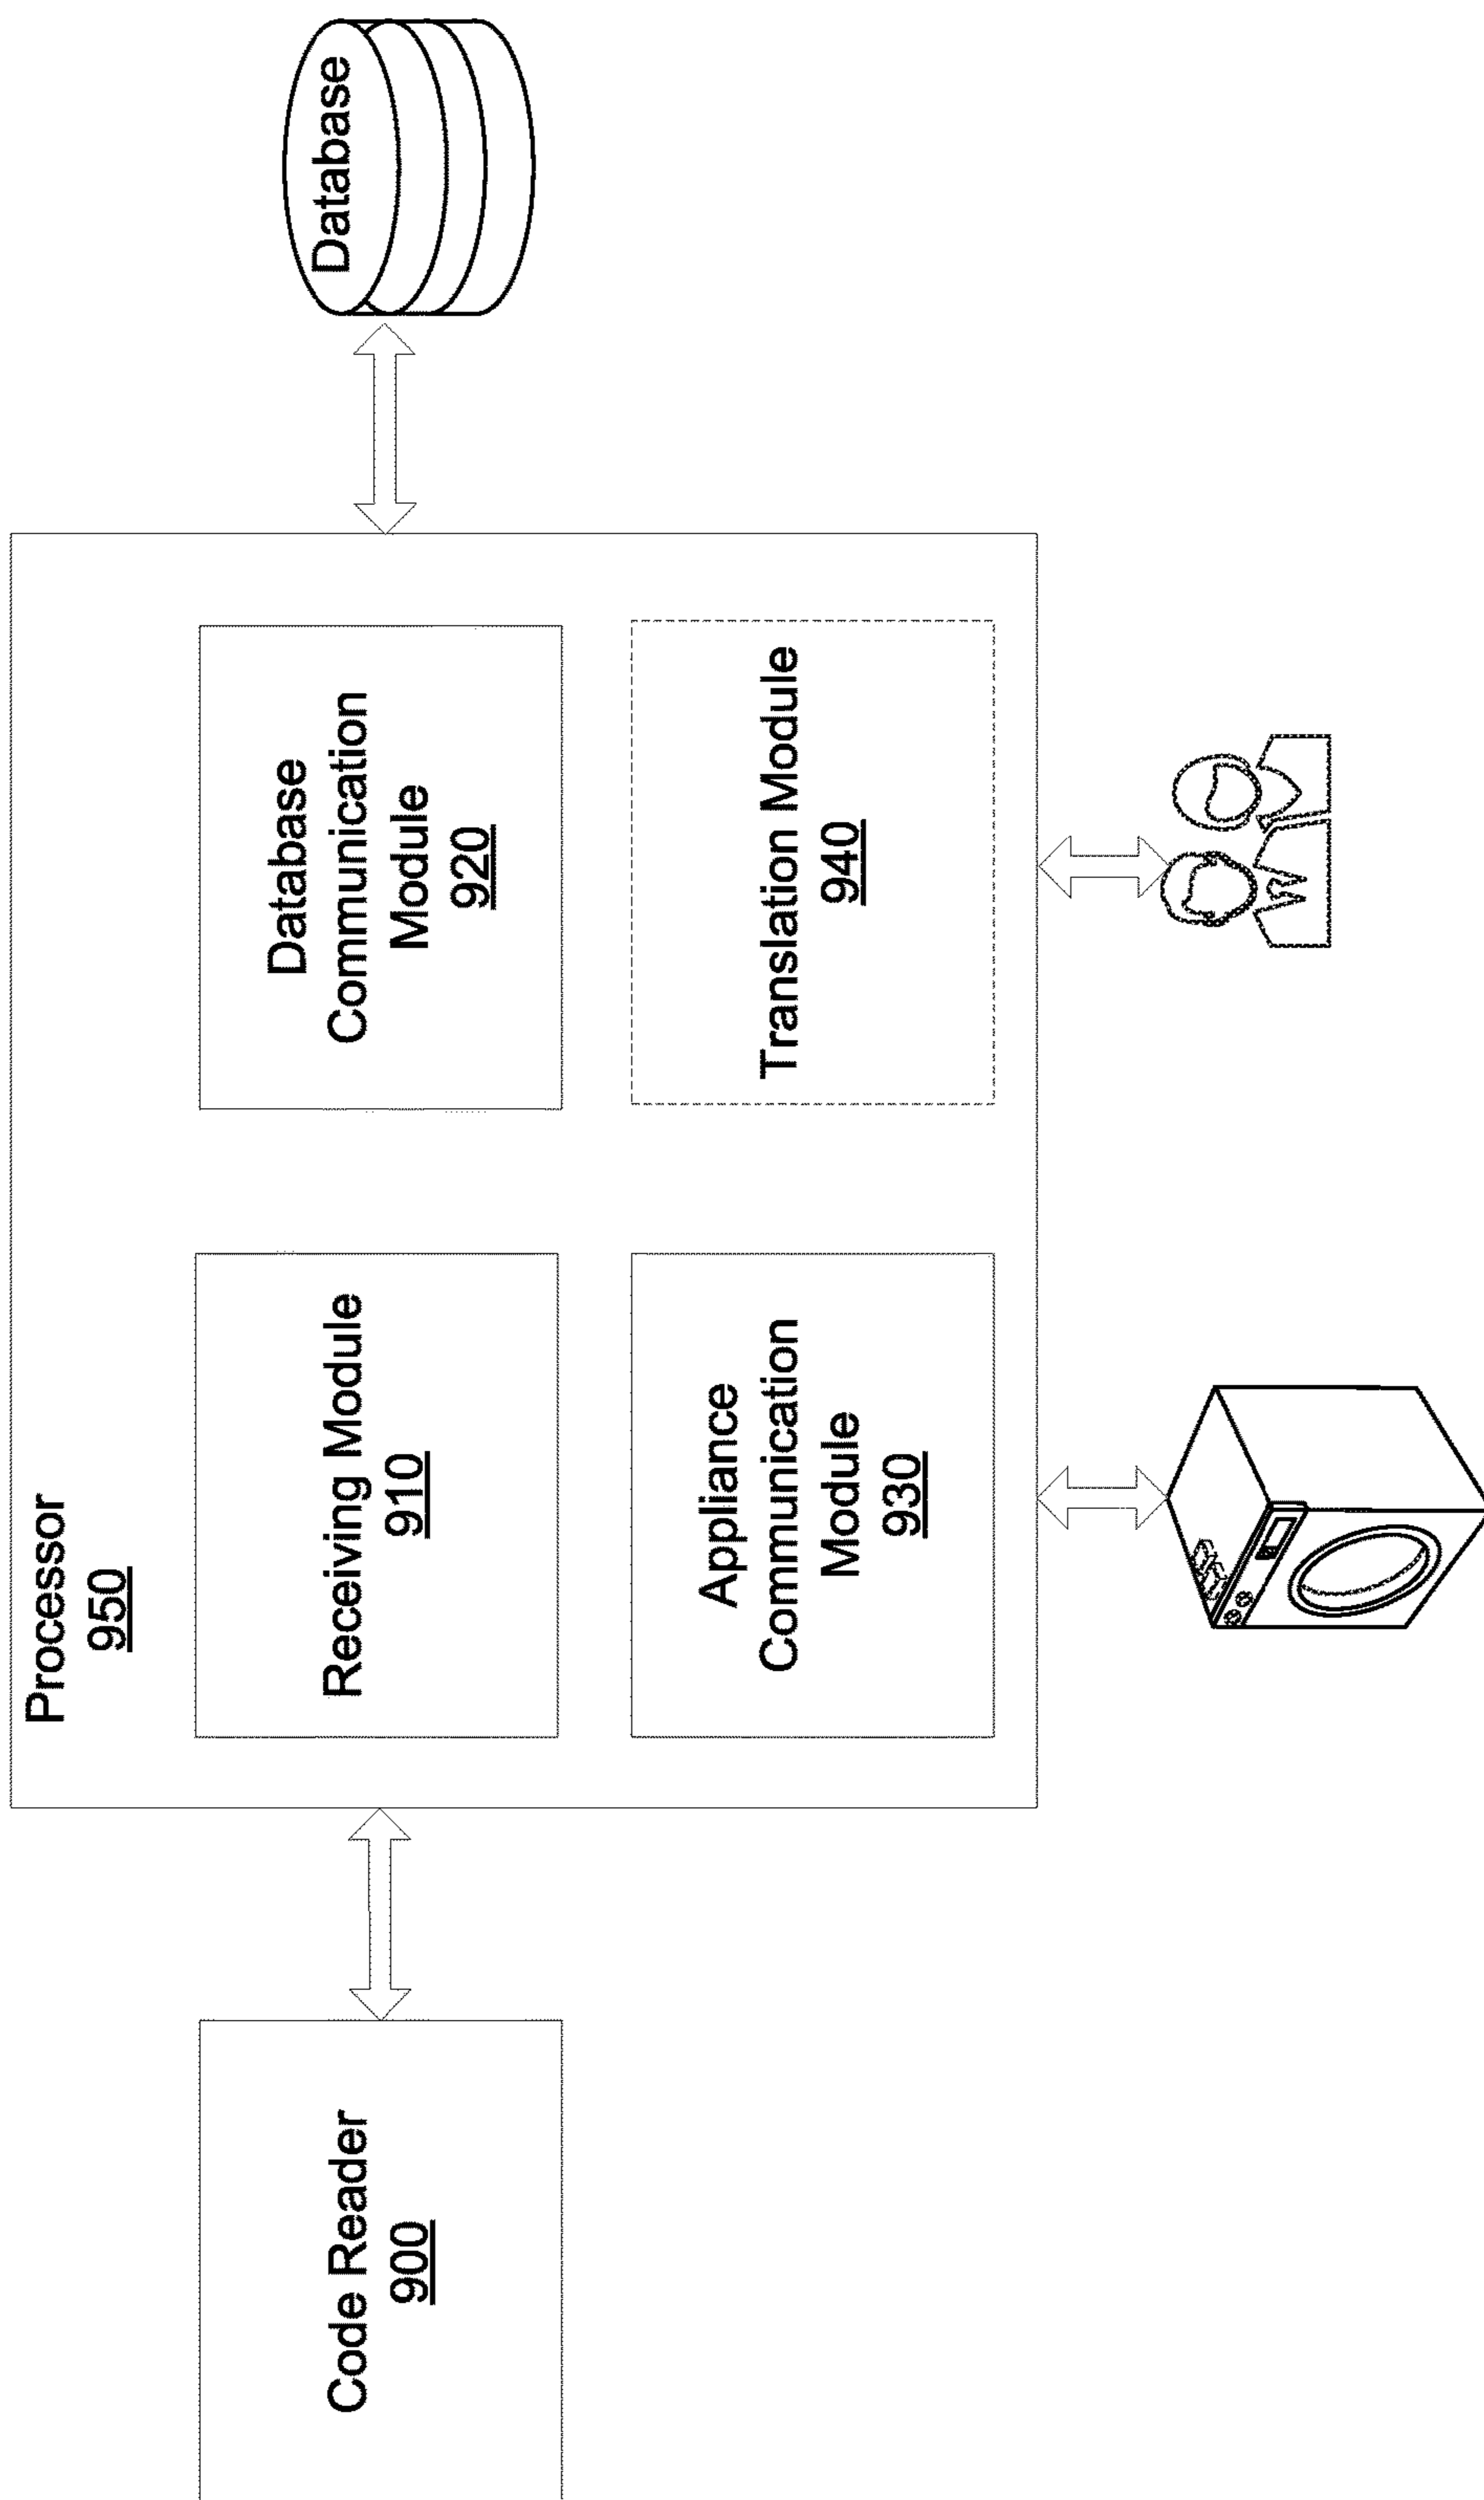 Processor
950
Code Reader
900
Receiving Module
910
Database
Communication
Module
920
Appliance
Communication
Module
930
Translation Module
940
Database